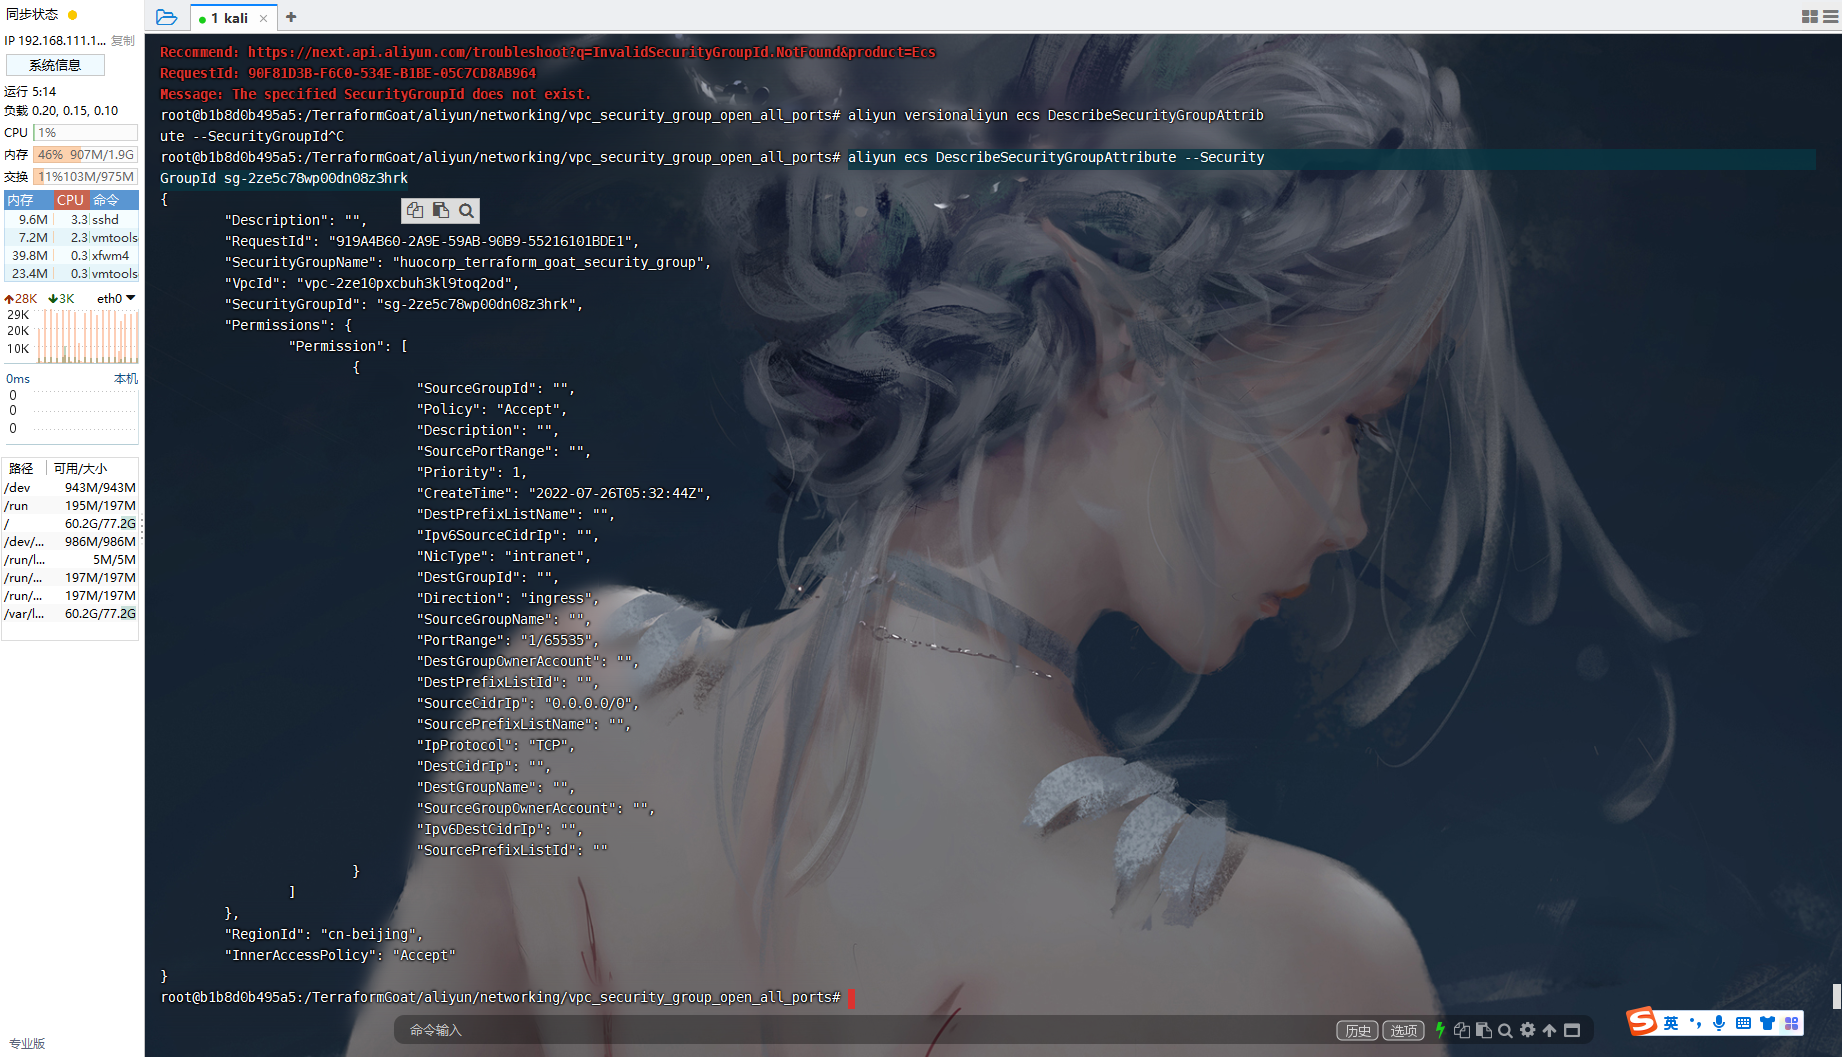 同步状态
IP 192.168.111.1... 复制
系统信息
运行 5:14
负载 0.20, 0.15, 0.10
CPU 1%
内存 46% 907M/1.9G
交换 11% 103M/975M
内存 CPU 命令
9.6M 3.3 sshd
7.2M 2.3 vmtools
39.8M 0.3 xfwm4
23.4M 0.3 vmtools
28K 3K eth0
29K
20K
10K
0ms 本机
0
0
0
路径 可用/大小
/dev 943M/943M
/run 195M/197M
/ 60.2G/77.2G
/dev/... 986M/986M
/run/l... 5M/5M
/run/... 197M/197M
/run/... 197M/197M
/var/l... 60.2G/77.2G
专业版
1 kali
Recommend: https://next.api.aliyun.com/troubleshoot?q=InvalidSecurityGroupId.NotFound&product=Ecs
RequestId: 90F81D3B-F6C0-534E-B1BE-05C7CD8AB964
Message: The specified SecurityGroupId does not exist.
root@b1b8d0b495a5:/TerraformGoat/aliyun/networking/vpc_security_group_open_all_ports# aliyun versionaliyun ecs DescribeSecurityGroupAttrib
ute --SecurityGroupId^C
root@b1b8d0b495a5:/TerraformGoat/aliyun/networking/vpc_security_group_open_all_ports# aliyun ecs DescribeSecurityGroupAttribute --Security
GroupId sg-2ze5c78wp00dn08z3hrk
{
"Description": "",
"RequestId": "919A4B60-2A9E-59AB-90B9-55216101BDE1",
"SecurityGroupName": "huocorp_terraform_goat_security_group",
"VpcId": "vpc-2ze10pxcbuh3kl9toq2od",
"SecurityGroupId": "sg-2ze5c78wp00dn08z3hrk",
"Permissions": {
"Permission": [
{
"SourceGroupId": "",
"Policy": "Accept",
"Description": "",
"SourcePortRange": "",
"Priority": 1,
"CreateTime": "2022-07-26T05:32:44Z",
"DestPrefixListName": "",
"Ipv6SourceCidrIp": "",
"NicType": "intranet",
"DestGroupId": "",
"Direction": "ingress",
"SourceGroupName": "",
"PortRange": "1/65535",
"DestGroupOwnerAccount": "",
"DestPrefixListId": "",
"SourceCidrIp": "0.0.0.0/0",
"SourcePrefixListName": "",
"IpProtocol": "TCP",
"DestCidrIp": "",
"DestGroupName": "",
"SourceGroupOwnerAccount": "",
"Ipv6DestCidrIp": "",
"SourcePrefixListId": ""
}
]
},
"RegionId": "cn-beijing",
"InnerAccessPolicy": "Accept"
}
root@b1b8d0b495a5:/TerraformGoat/aliyun/networking/vpc_security_group_open_all_ports#
命令输入
历史 选项
S 英